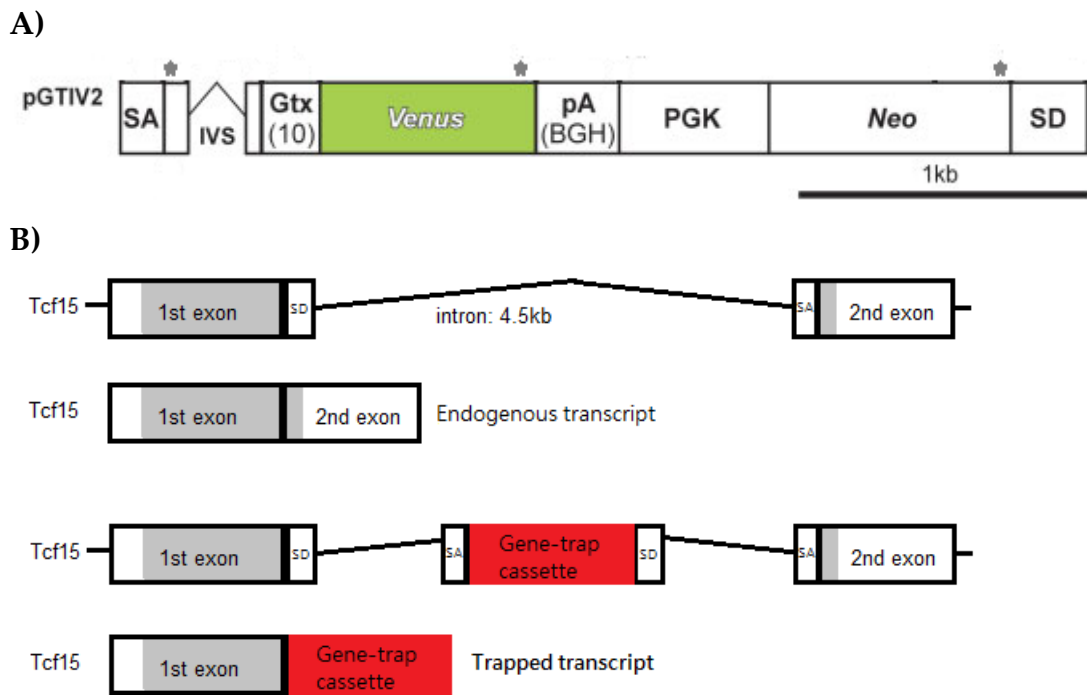 A)
pGTIV2 SA IVS Gtx (10) Venus pA (BGH) PGK Neo SD
1kb
B)
Tcf15 1st exon SD intron: 4.5kb SA 2nd exon
Tcf15 1st exon 2nd exon Endogenous transcript
Tcf15 1st exon SD SA Gene-trap cassette SD SA 2nd exon
Tcf15 1st exon Gene-trap cassette Trapped transcript